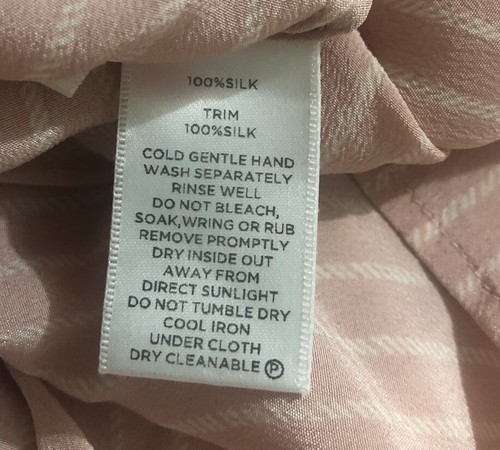 100%SILK
TRIM
100%SILK
COLD GENTLE HAND
WASH SEPARATELY
RINSE WELL
DO NOT BLEACH,
SOAK,WRING OR RUB
REMOVE PROMPTLY
DRY INSIDE OUT
AWAY FROM
DIRECT SUNLIGHT
DO NOT TUMBLE DRY
COOL IRON
UNDER CLOTH
DRY CLEANABLE Ⓟ